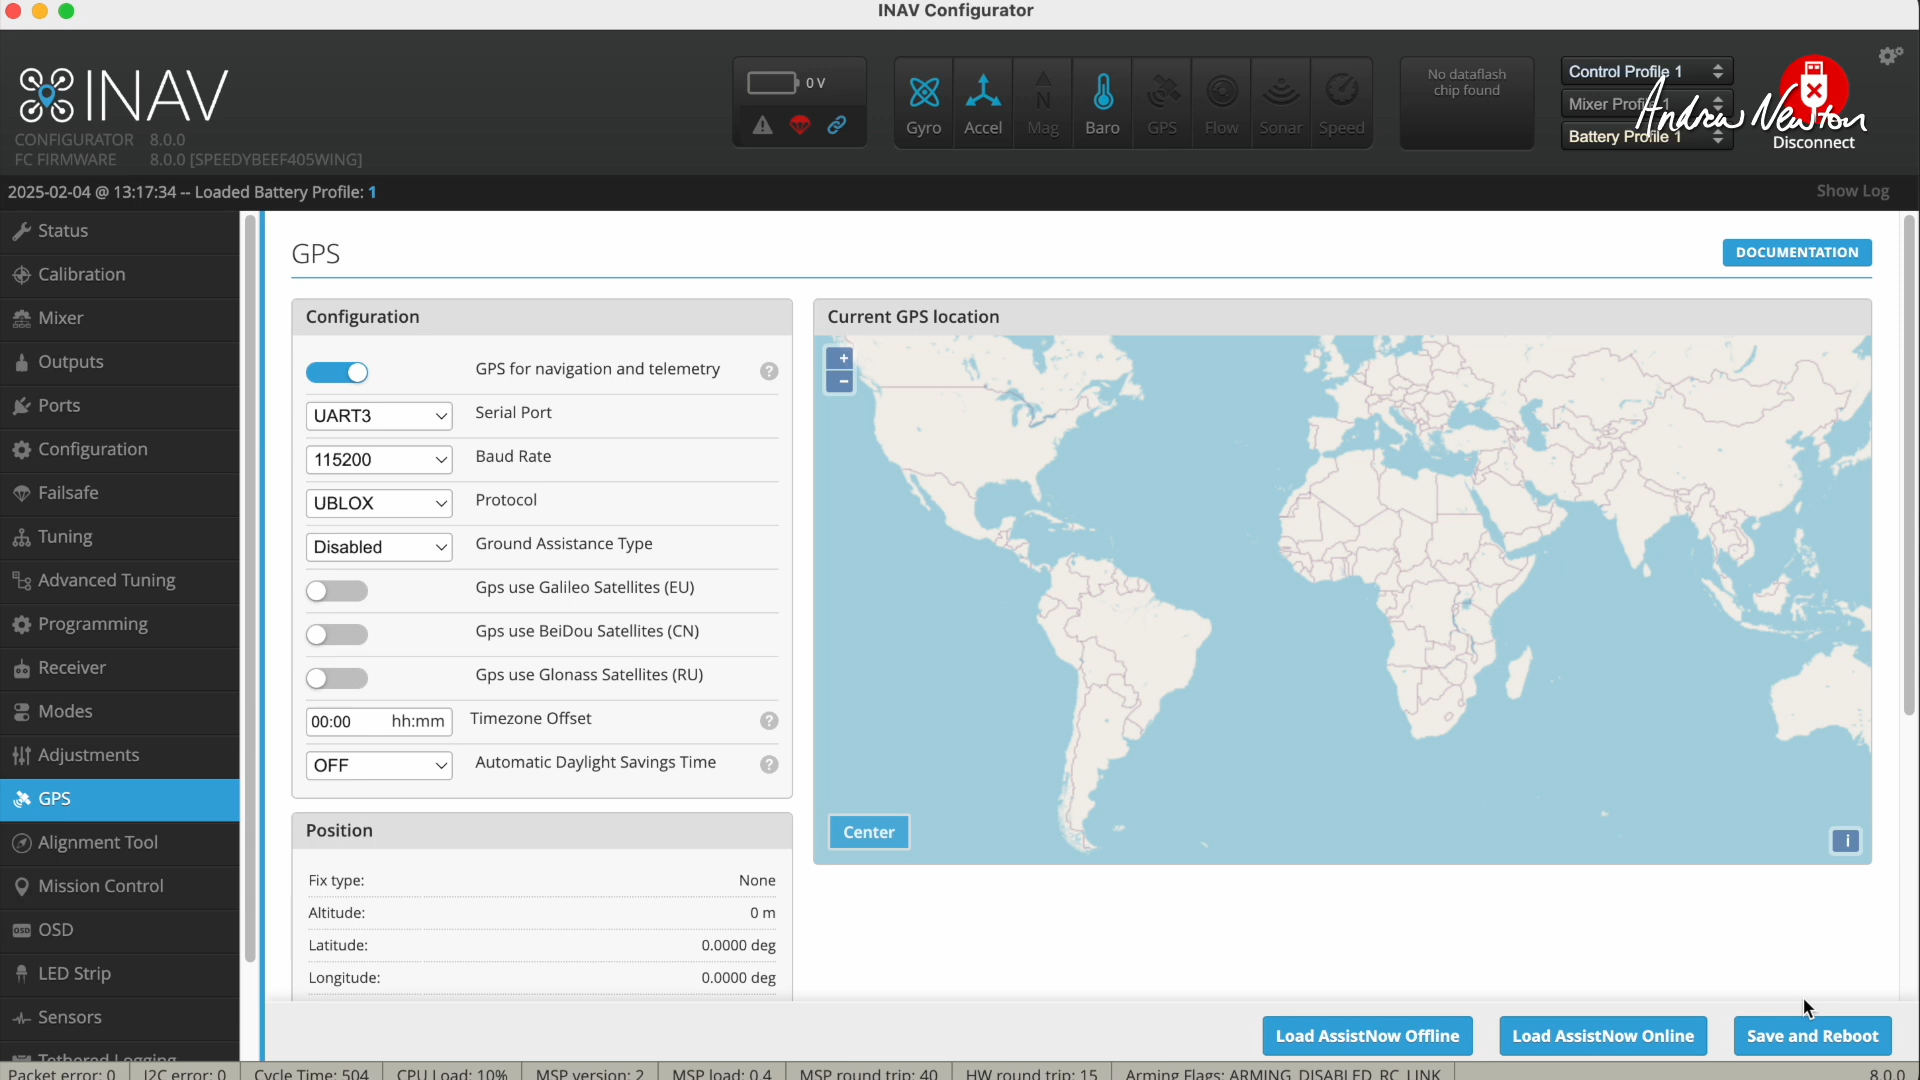 INAV Configurator
INAV
CONFIGURATOR 8.0.0
FC FIRMWARE 8.0.0 [SPEEDYBEEF405WING]
0 V
Gyro
Accel
Mag
N
Baro
GPS
Flow
Sonar
Speed
No dataflash
chip found
Control Profile 1
Mixer Profile 1
Battery Profile 1
Andrew Newton
Disconnect
2025-02-04 @ 13:17:34 -- Loaded Battery Profile: 1
Show Log
Status
Calibration
Mixer
Outputs
Ports
Configuration
Failsafe
Tuning
Advanced Tuning
Programming
Receiver
Modes
Adjustments
GPS
Alignment Tool
Mission Control
OSD
OSD
LED Strip
Sensors
Tethered Logging
GPS
DOCUMENTATION
Configuration
GPS for navigation and telemetry ?
UART3 Serial Port
115200 Baud Rate
UBLOX Protocol
Disabled Ground Assistance Type
Gps use Galileo Satellites (EU)
Gps use BeiDou Satellites (CN)
Gps use Glonass Satellites (RU)
00:00 hh:mm Timezone Offset ?
OFF Automatic Daylight Savings Time ?
Position
Fix type: None
Altitude: 0 m
Latitude: 0.0000 deg
Longitude: 0.0000 deg
Current GPS location
+
−
Center
i
Load AssistNow Offline
Load AssistNow Online
Save and Reboot
Packet error: 0
I2C error: 0
Cycle Time: 504
CPU Load: 10%
MSP version: 2
MSP load: 0.4
MSP round trip: 40
HW round trip: 15
Arming Flags: ARMING_DISABLED_RC_LINK
8.0.0